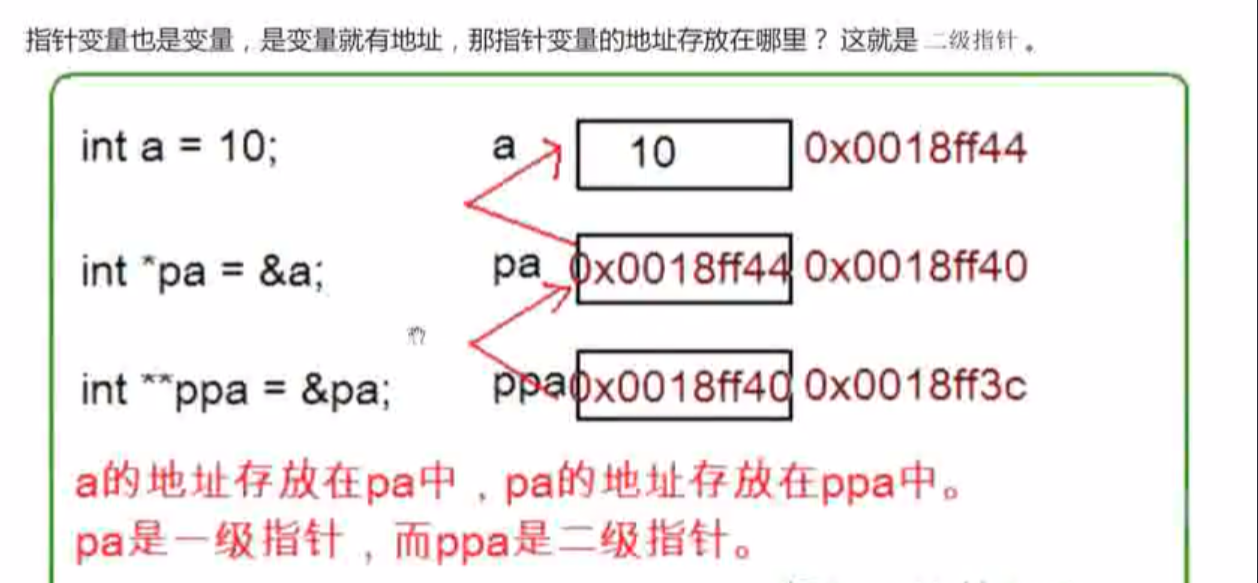 指针变量也是变量，是变量就有地址，那指针变量的地址存放在哪里？这就是 二级指针 。
int a = 10; a 10 0x0018ff44
int *pa = &a; pa 0x0018ff44 0x0018ff40
int **ppa = &pa; ppa 0x0018ff40 0x0018ff3c
a的地址存放在pa中，pa的地址存放在ppa中。
pa是一级指针，而ppa是二级指针。